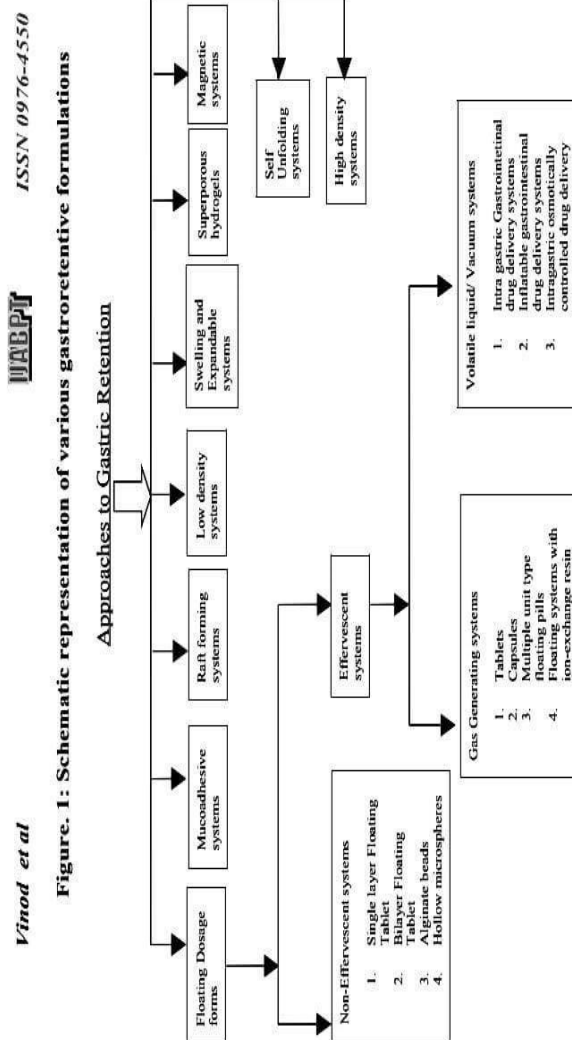 Vinod et al
IJABPT
ISSN 0976-4550
Figure. 1: Schematic representation of various gastroretentive formulations
Approaches to Gastric Retention
Floating Dosage
forms
Mucoadhesive
systems
Raft forming
systems
Low density
systems
Swelling and
Expandable
systems
Superporous
hydrogels
Magnetic
systems
Self
Unfolding
systems
High density
systems
Non-Effervescent systems
1. Single layer Floating
Tablet
2. Bilayer Floating
Tablet
3. Alginate beads
4. Hollow microspheres
Effervescent
systems
Gas Generating systems
1. Tablets
2. Capsules
3. Multiple unit type
floating pills
4. Floating systems with
ion-exchange resin
Volatile liquid/ Vacuum systems
1. Intra gastric Gastrointetinal
drug delivery systems
2. Inflatable gastrointestinal
drug delivery systems
3. Intragastric osmotically
controlled drug delivery